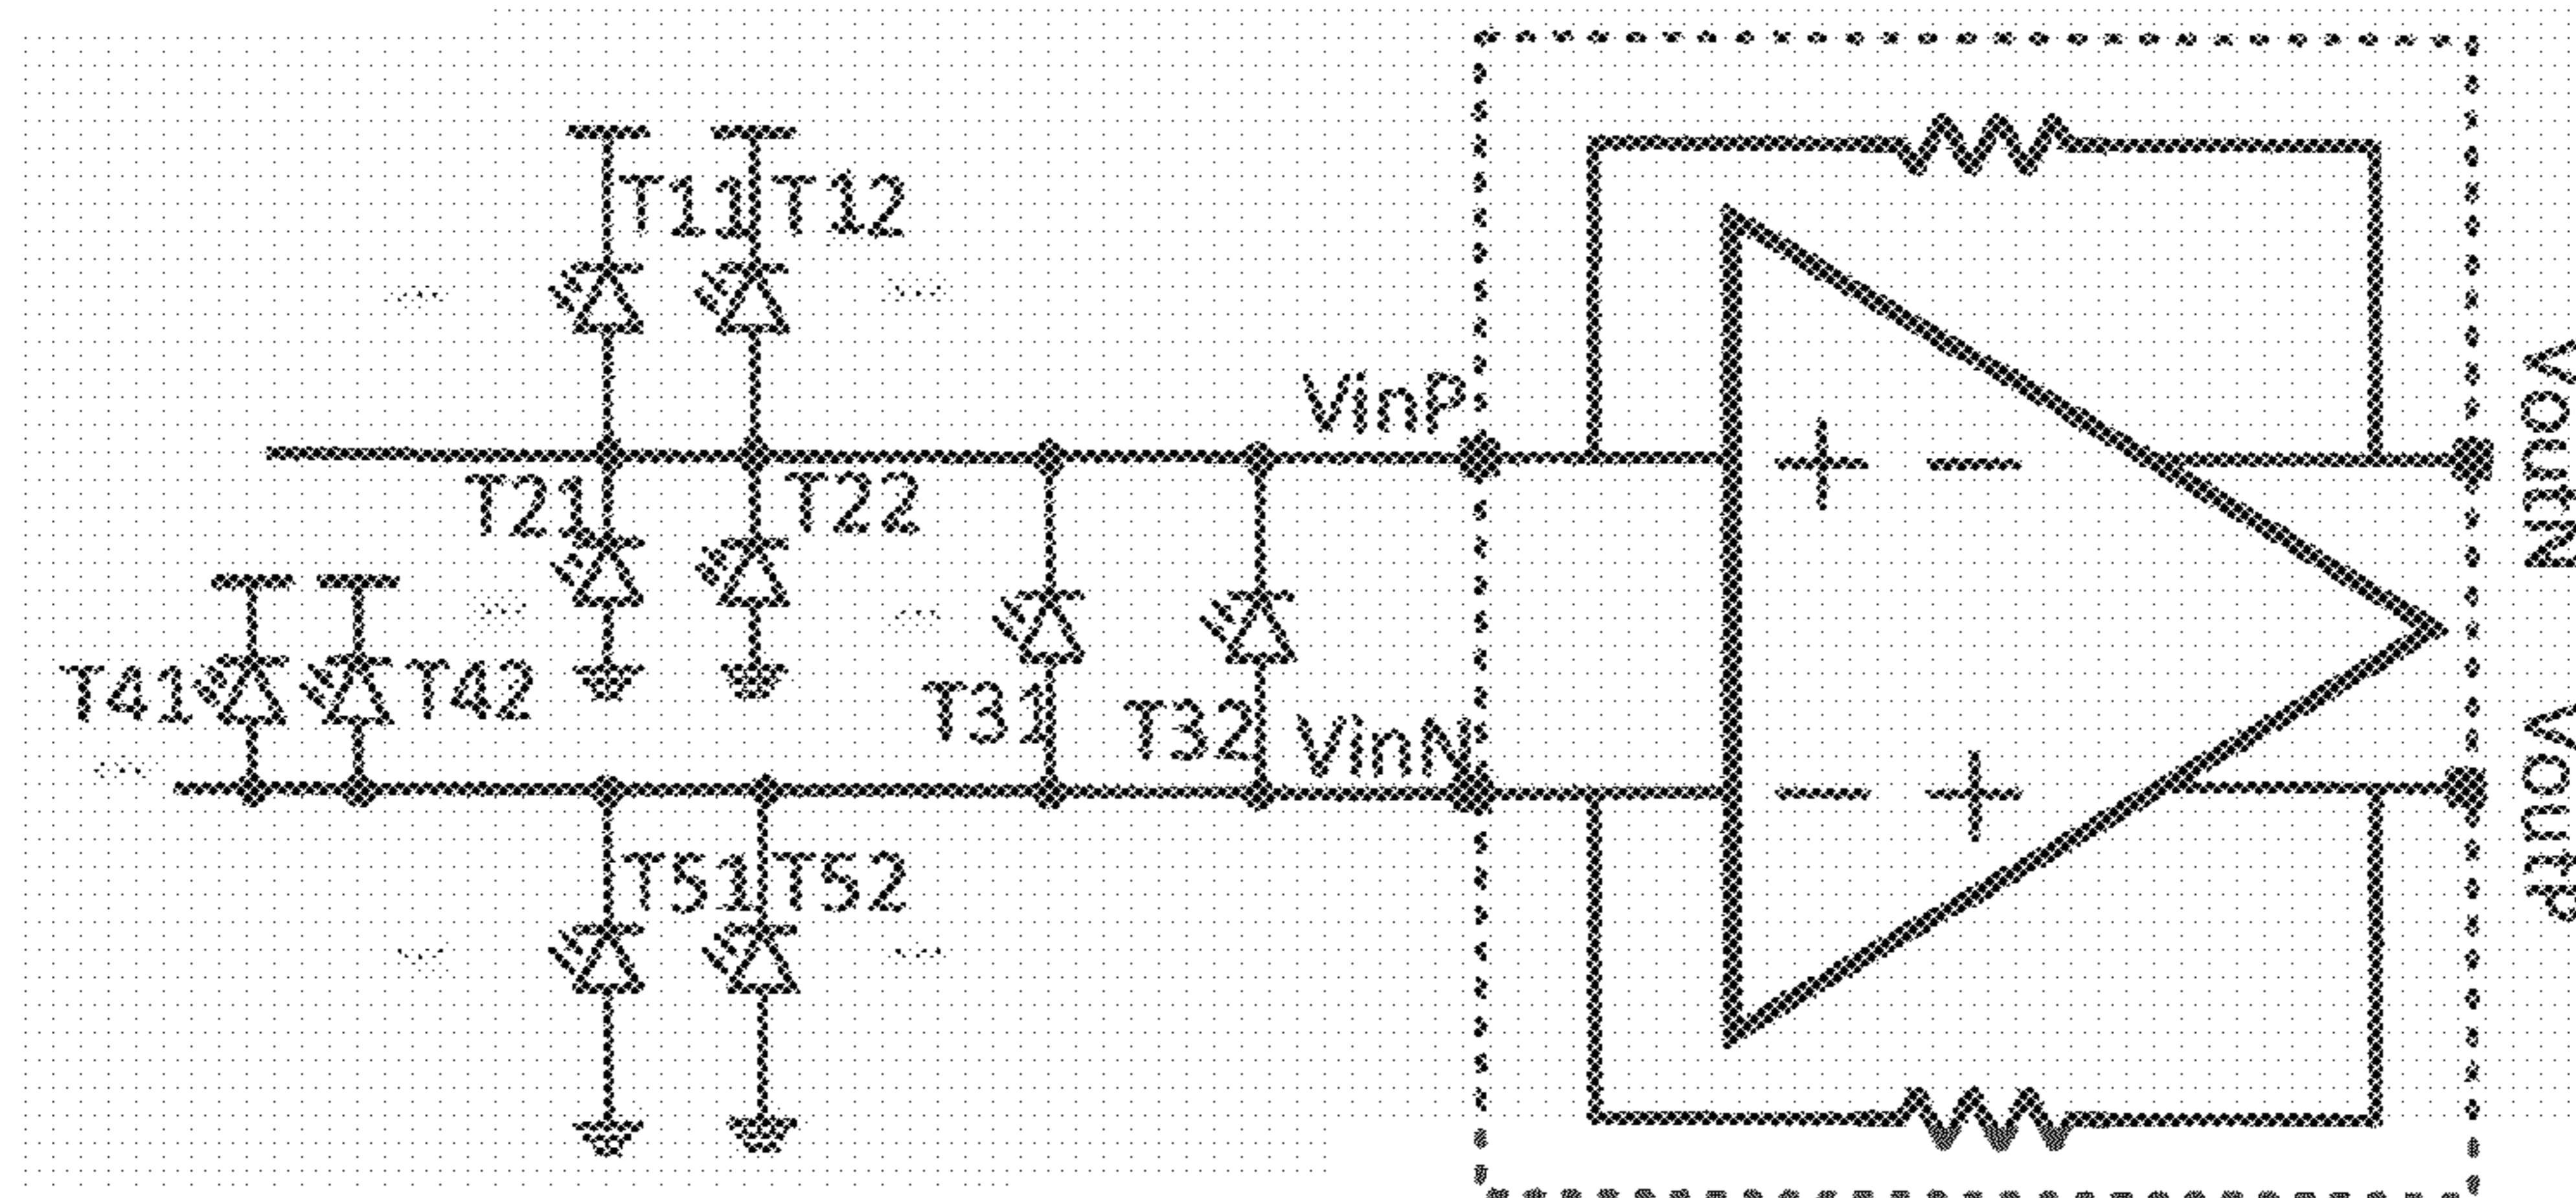 T11 T12
VinP
T21 T22
T41 T42
T31 T32 VinN
T51 T52
+ −
− +
VoutN
VoutP